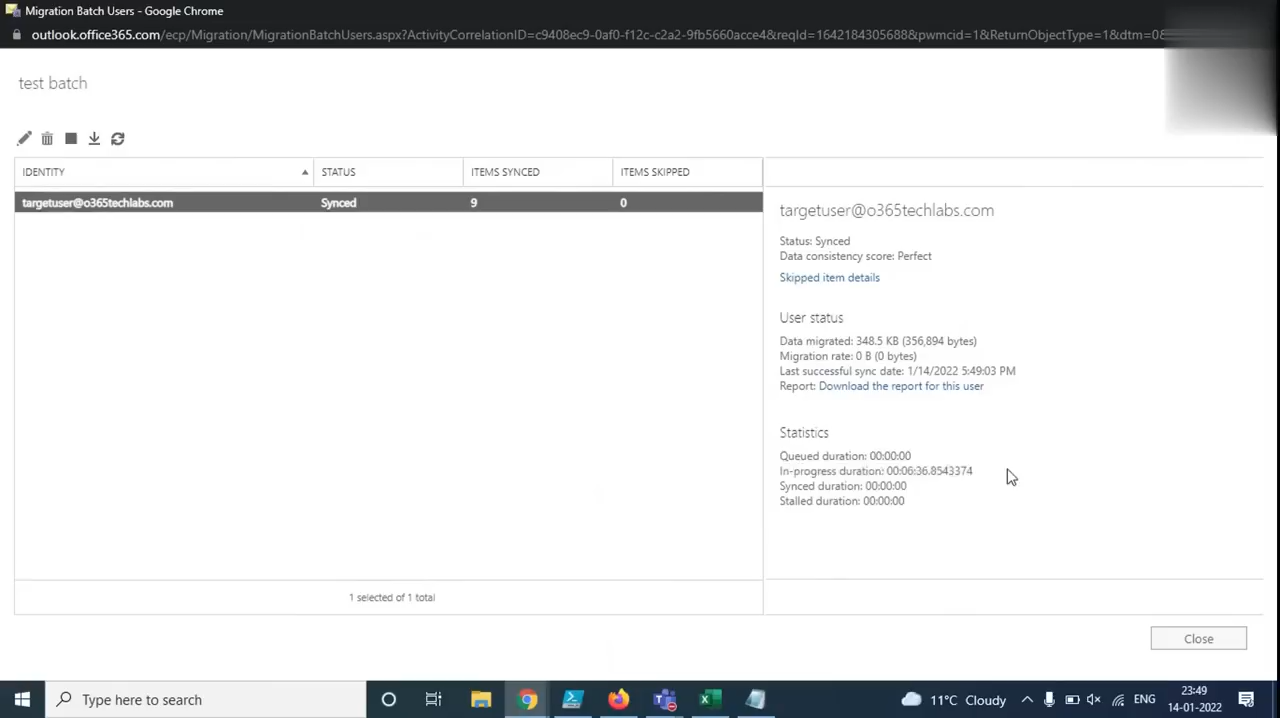 Migration Batch Users - Google Chrome
outlook.office365.com/ecp/Migration/MigrationBatchUsers.aspx?ActivityCorrelationID=c9408ec9-0af0-f12c-c2a2-9fb5660acce4&reqId=1642184305688&pwmcid=1&ReturnObjectType=1&dtm=0&
test batch
IDENTITY STATUS ITEMS SYNCED ITEMS SKIPPED
targetuser@o365techlabs.com Synced 9 0
1 selected of 1 total
targetuser@o365techlabs.com
Status: Synced
Data consistency score: Perfect
Skipped item details
User status
Data migrated: 348.5 KB (356,894 bytes)
Migration rate: 0 B (0 bytes)
Last successful sync date: 1/14/2022 5:49:03 PM
Report: Download the report for this user
Statistics
Queued duration: 00:00:00
In-progress duration: 00:06:36.8543374
Synced duration: 00:00:00
Stalled duration: 00:00:00
Close
Type here to search
11°C Cloudy
ENG
23:49
14-01-2022